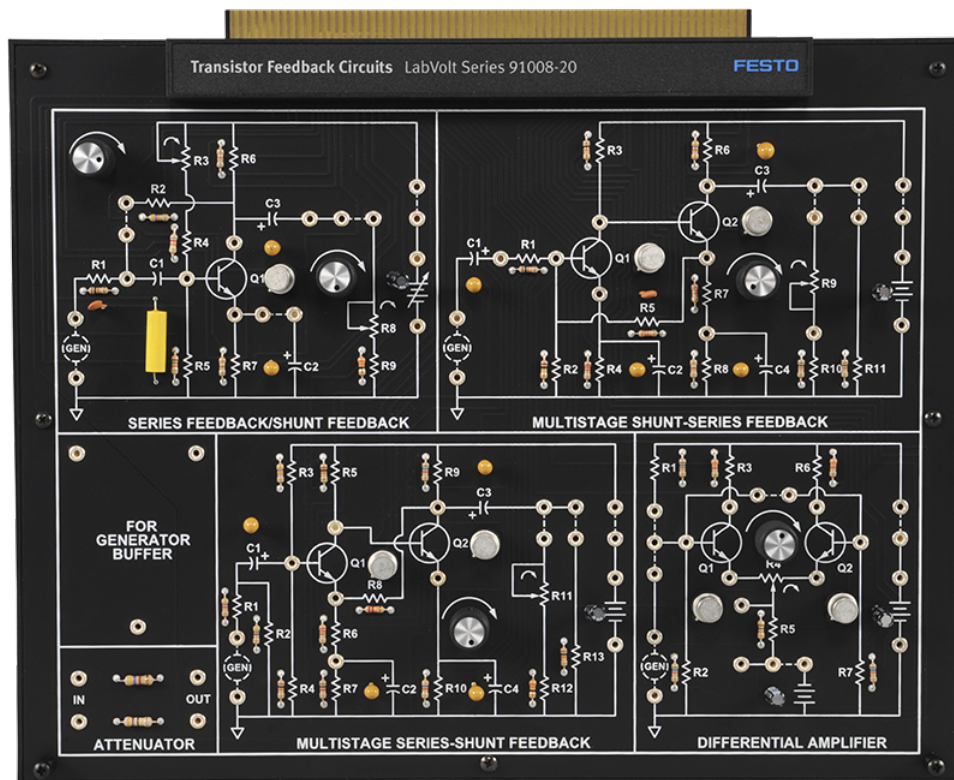 Transistor Feedback Circuits LabVolt Series 91008-20
FESTO
R3
R6
R2
C3
R4
R1
C1
Q1
R8
GEN
R5
R7
C2
R9
SERIES FEEDBACK/SHUNT FEEDBACK
R3
R6
C3
Q2
C1
R1
Q1
R7
R9
R5
GEN
R2
R4
C2
R8
C4
R10
R11
MULTISTAGE SHUNT-SERIES FEEDBACK
FOR
GENERATOR
BUFFER
IN
OUT
ATTENUATOR
R3
R5
R9
C3
Q2
C1
Q1
R8
R11
R1
R2
R6
R13
GEN
R4
R7
C2
R10
C4
R12
MULTISTAGE SERIES-SHUNT FEEDBACK
R1
R3
R6
Q1
Q2
R4
R5
GEN
R2
R7
DIFFERENTIAL AMPLIFIER